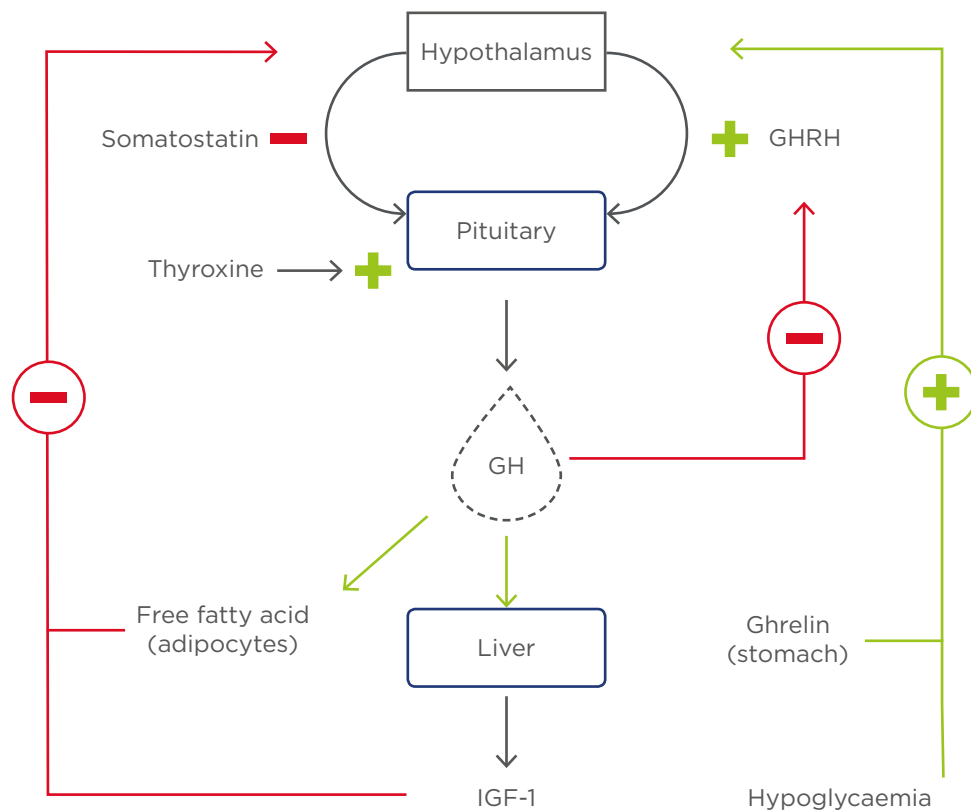 Hypothalamus
Somatostatin
GHRH
Pituitary
Thyroxine
GH
Free fatty acid
(adipocytes)
Liver
Ghrelin
(stomach)
IGF-1
Hypoglycaemia